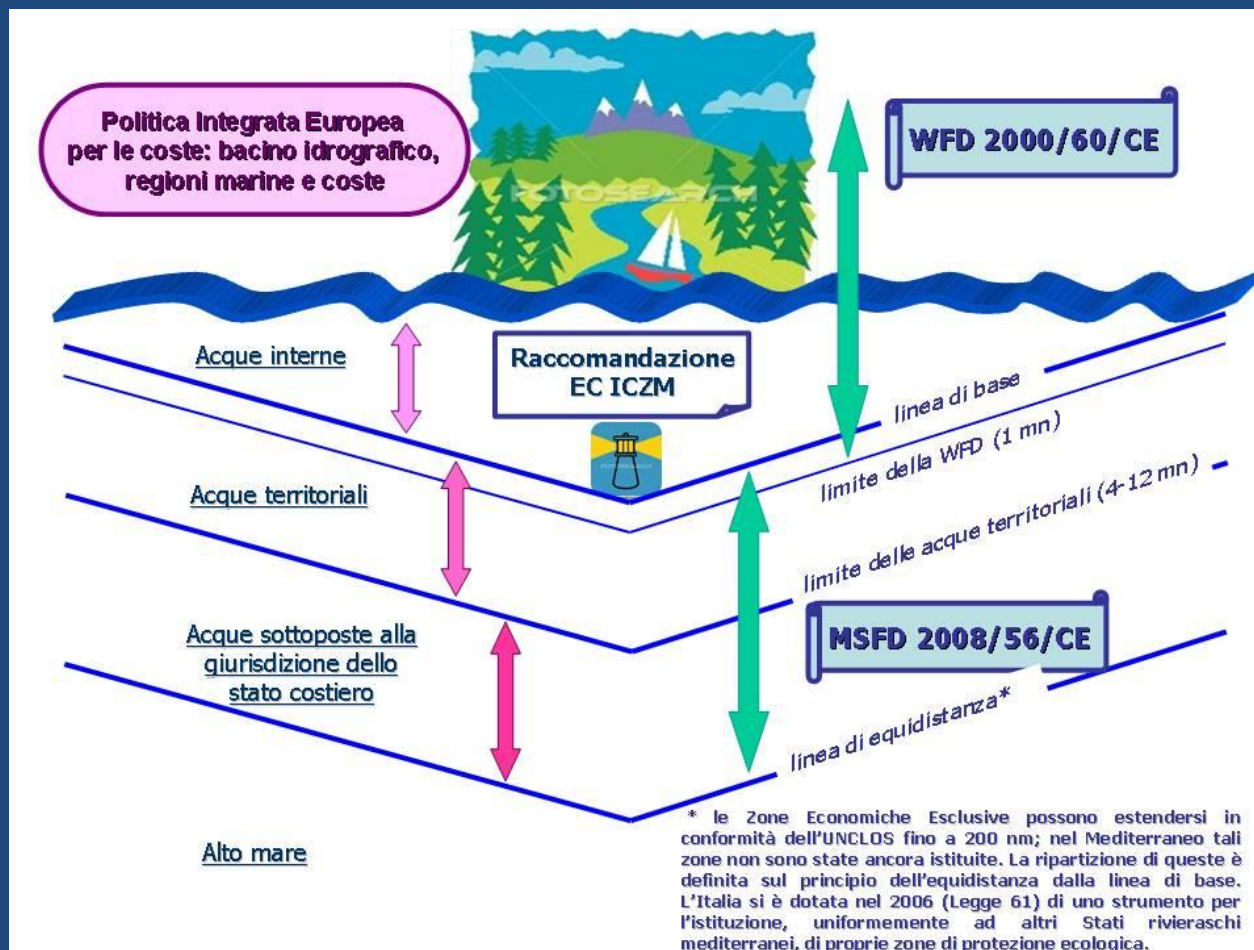 Politica Integrata Europea
per le coste: bacino idrografico,
regioni marine e coste
WFD 2000/60/CE
FOTOSEARCH
Acque interne
Raccomandazione
EC ICZM
linea di base
limite della WFD (1 mn)
Acque territoriali
limite delle acque territoriali (4-12 mn)
Acque sottoposte alla
giurisdizione dello
stato costiero
MSFD 2008/56/CE
linea di equidistanza*
Alto mare
* le Zone Economiche Esclusive possono estendersi in
conformità dell'UNCLOS fino a 200 nm; nel Mediterraneo tali
zone non sono state ancora istituite. La ripartizione di queste è
definita sul principio dell'equidistanza dalla linea di base.
L'Italia si è dotata nel 2006 (Legge 61) di uno strumento per
l'istituzione, uniformemente ad altri Stati rivieraschi
mediterranei, di proprie zone di protezione ecologica.